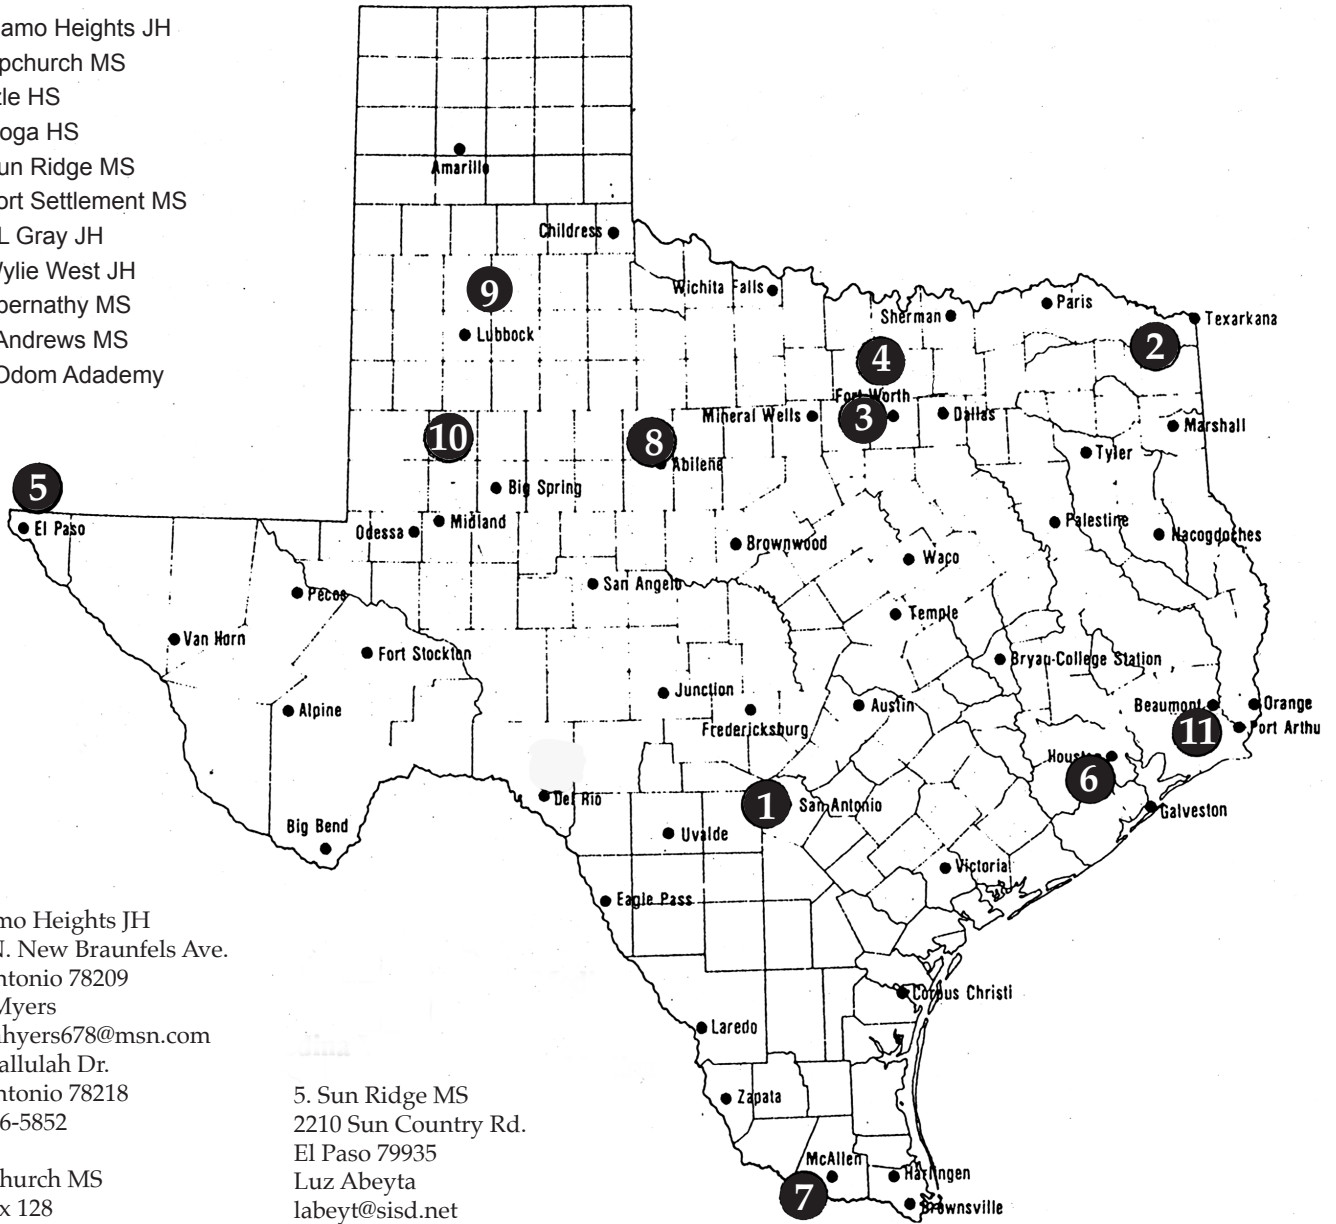 amo Heights JH
pchurch MS
zle HS
oga HS
un Ridge MS
ort Settlement MS
L Gray JH
Wylie West JH
bernathy MS
Andrews MS
Odom Adademy
Amarillo
Childress
9
Wichita Falls
Lubbock
Sherman
Paris
Texarkana
2
4
Fort Worth
3
Mineral Wells
Dallas
10
8
Abilene
Marshall
Tyler
5
El Paso
Big Spring
Odessa
Midland
Brownwood
Palestine
Nacogdoches
Waco
Pecos
San Angelo
Temple
Van Horn
Fort Stockton
Bryan-College Station
Junction
Alpine
Fredericksburg
Austin
Beaumont
Orange
11
Port Arthu
6
Del Rio
1
San Antonio
Galveston
Big Bend
Uvalde
Victoria
Eagle Pass
Corpus Christi
Laredo
Zapata
McAllen
7
Harlingen
Brownsville
mo Heights JH
N. New Braunfels Ave.
ntonio 78209
Myers
ahyers678@msn.com
allulah Dr.
ntonio 78218
6-5852
hurch MS
x 128
5. Sun Ridge MS
2210 Sun Country Rd.
El Paso 79935
Luz Abeyta
labeyt@sisd.net